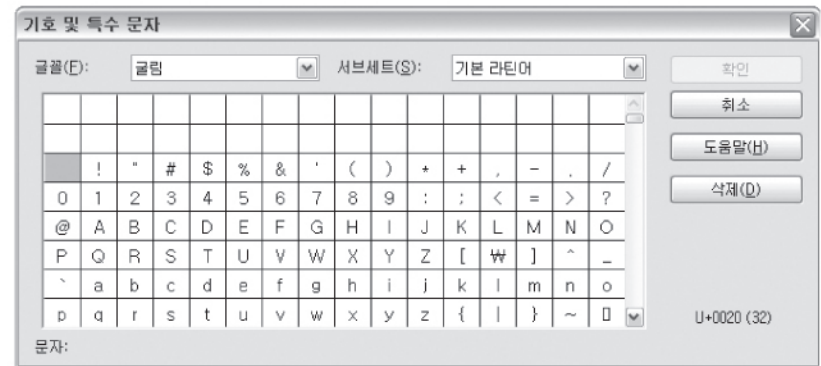 기호 및 특수 문자
글꼴(F): 굴림 서브세트(S): 기본 라틴어 확인
취소
도움말(H)
삭제(D)
! " # $ % & ' ( ) * + , - . /
0 1 2 3 4 5 6 7 8 9 : ; < = > ?
@ A B C D E F G H I J K L M N O
P Q R S T U V W X Y Z [ ₩ ] ^ _
` a b c d e f g h i j k l m n o
p q r s t u v w x y z { | } ~ ▯
U+0020 (32)
문자: